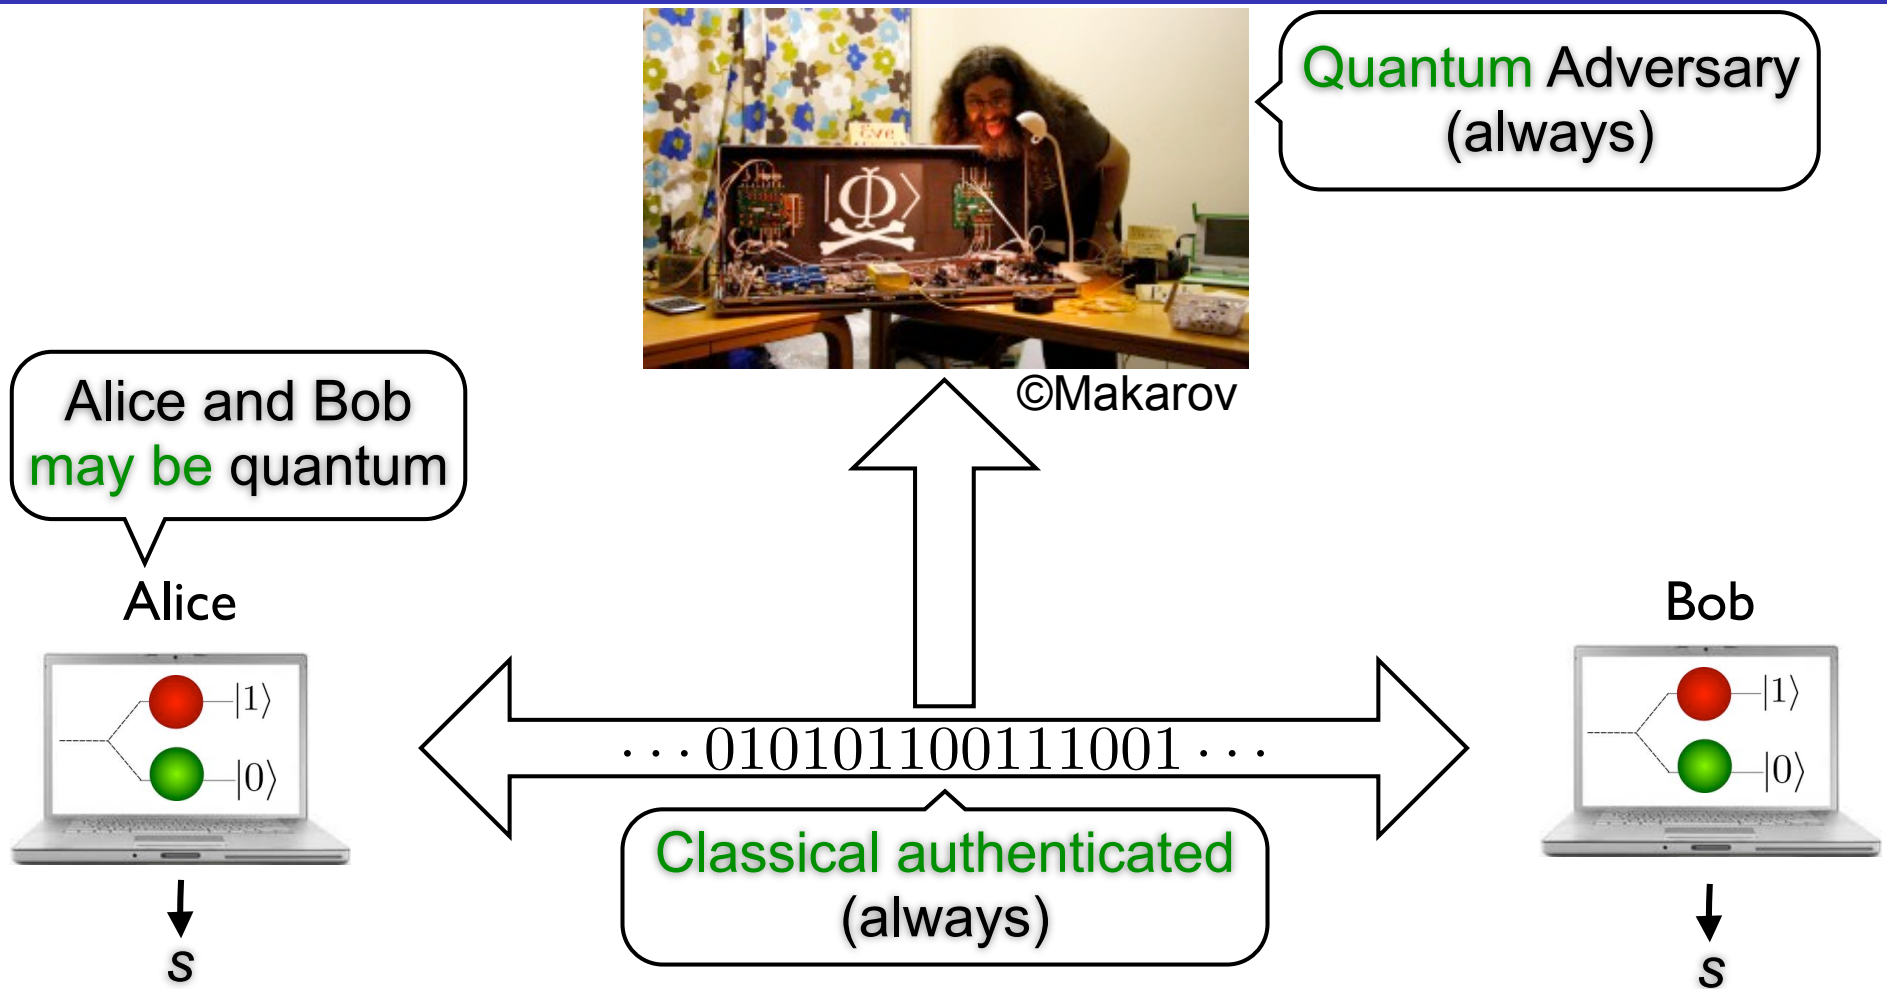 Quantum Adversary
(always)
Eve
|Φ⟩
©Makarov
Alice and Bob
may be quantum
Alice
Bob
|1⟩
|0⟩
|1⟩
|0⟩
· · · 010101100111001 · · ·
Classical authenticated
(always)
s
s